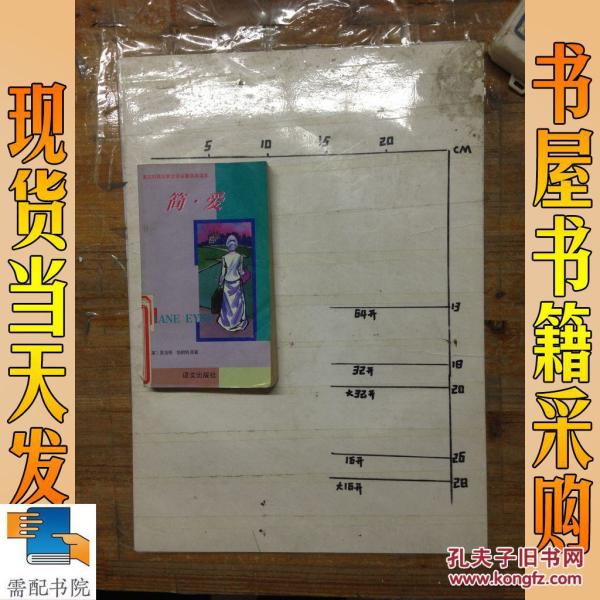 现货当天发
书屋书籍采购
5 10 15 20
CM
简·爱
JANE EYRE
语文出版社
64开 13
32开 18
大32开 20
16开 26
大16开 28
需配书院
孔夫子旧书网
www.kongfz.com